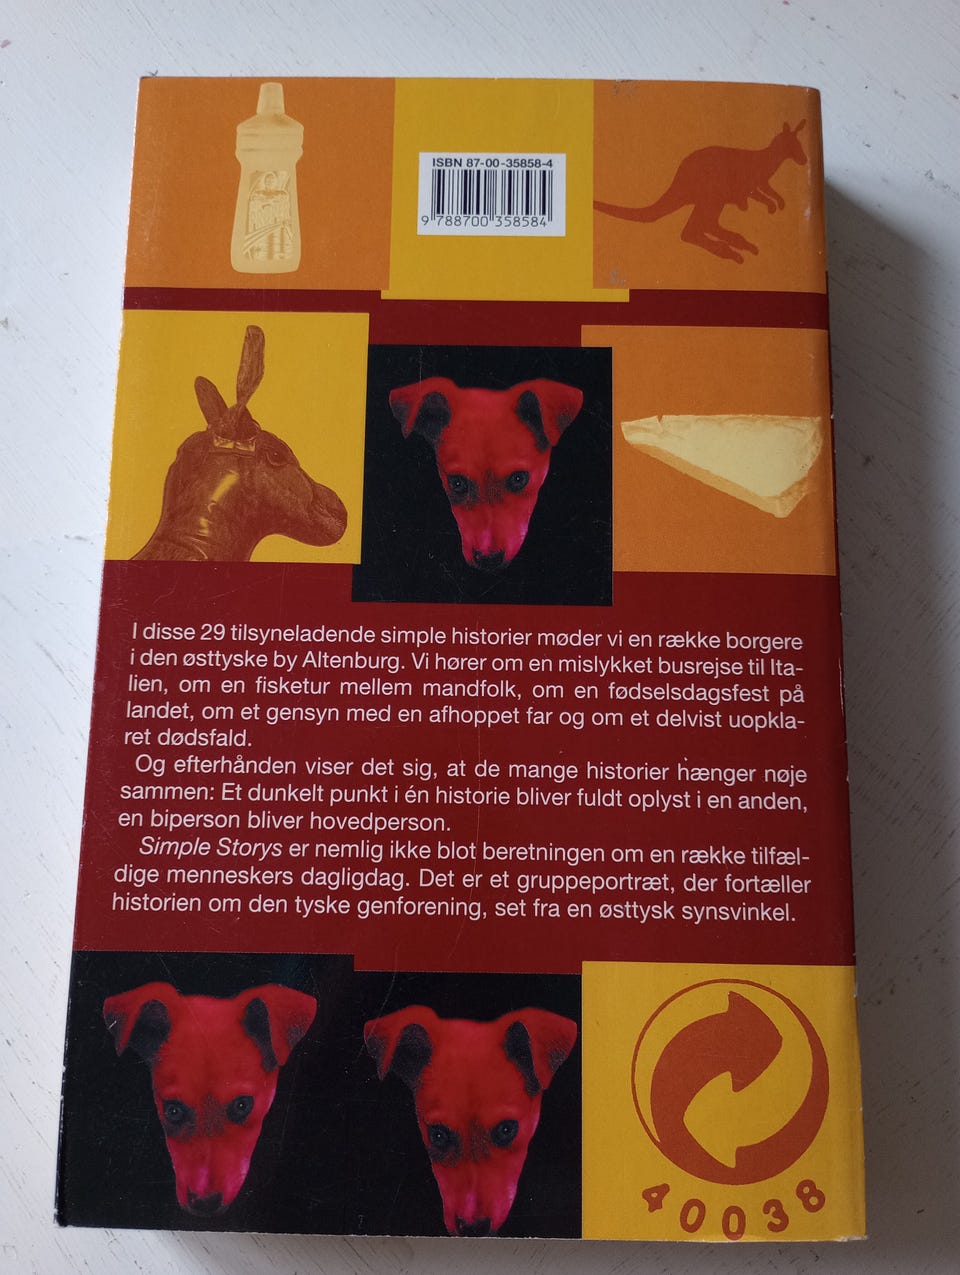 ISBN 87-00-35858-4
9 788700 358584
I disse 29 tilsyneladende simple historier møder vi en række borgere
i den østtyske by Altenburg. Vi hører om en mislykket busrejse til Ita-
lien, om en fisketur mellem mandfolk, om en fødselsdagsfest på
landet, om et gensyn med en afhoppet far og om et delvist uopkla-
ret dødsfald.
Og efterhånden viser det sig, at de mange historier hænger nøje
sammen: Et dunkelt punkt i én historie bliver fuldt oplyst i en anden,
en biperson bliver hovedperson.
Simple Storys er nemlig ikke blot beretningen om en række tilfæl-
dige menneskers dagligdag. Det er et gruppeportræt, der fortæller
historien om den tyske genforening, set fra en østtysk synsvinkel.
40038